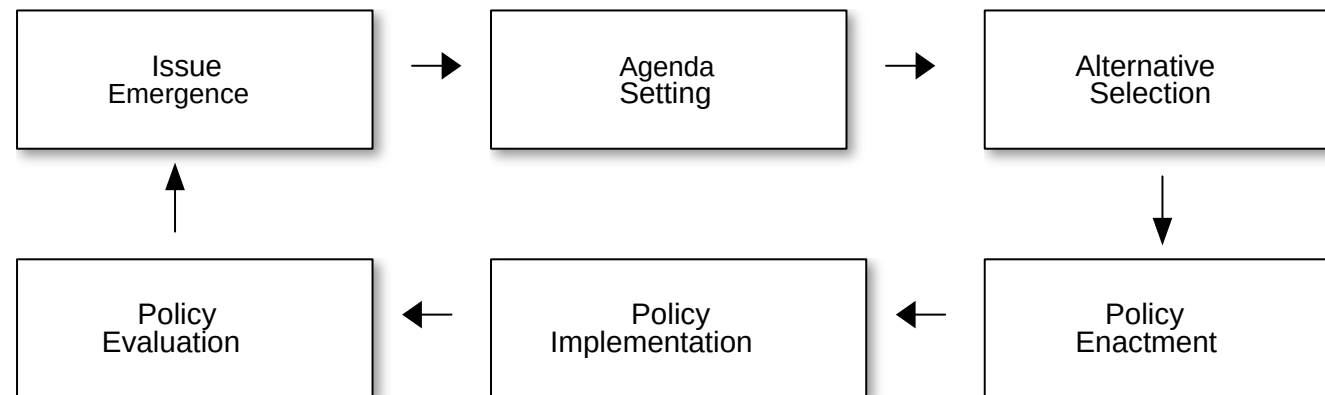 Issue
Emergence
Agenda
Setting
Alternative
Selection
Policy
Evaluation
Policy
Implementation
Policy
Enactment